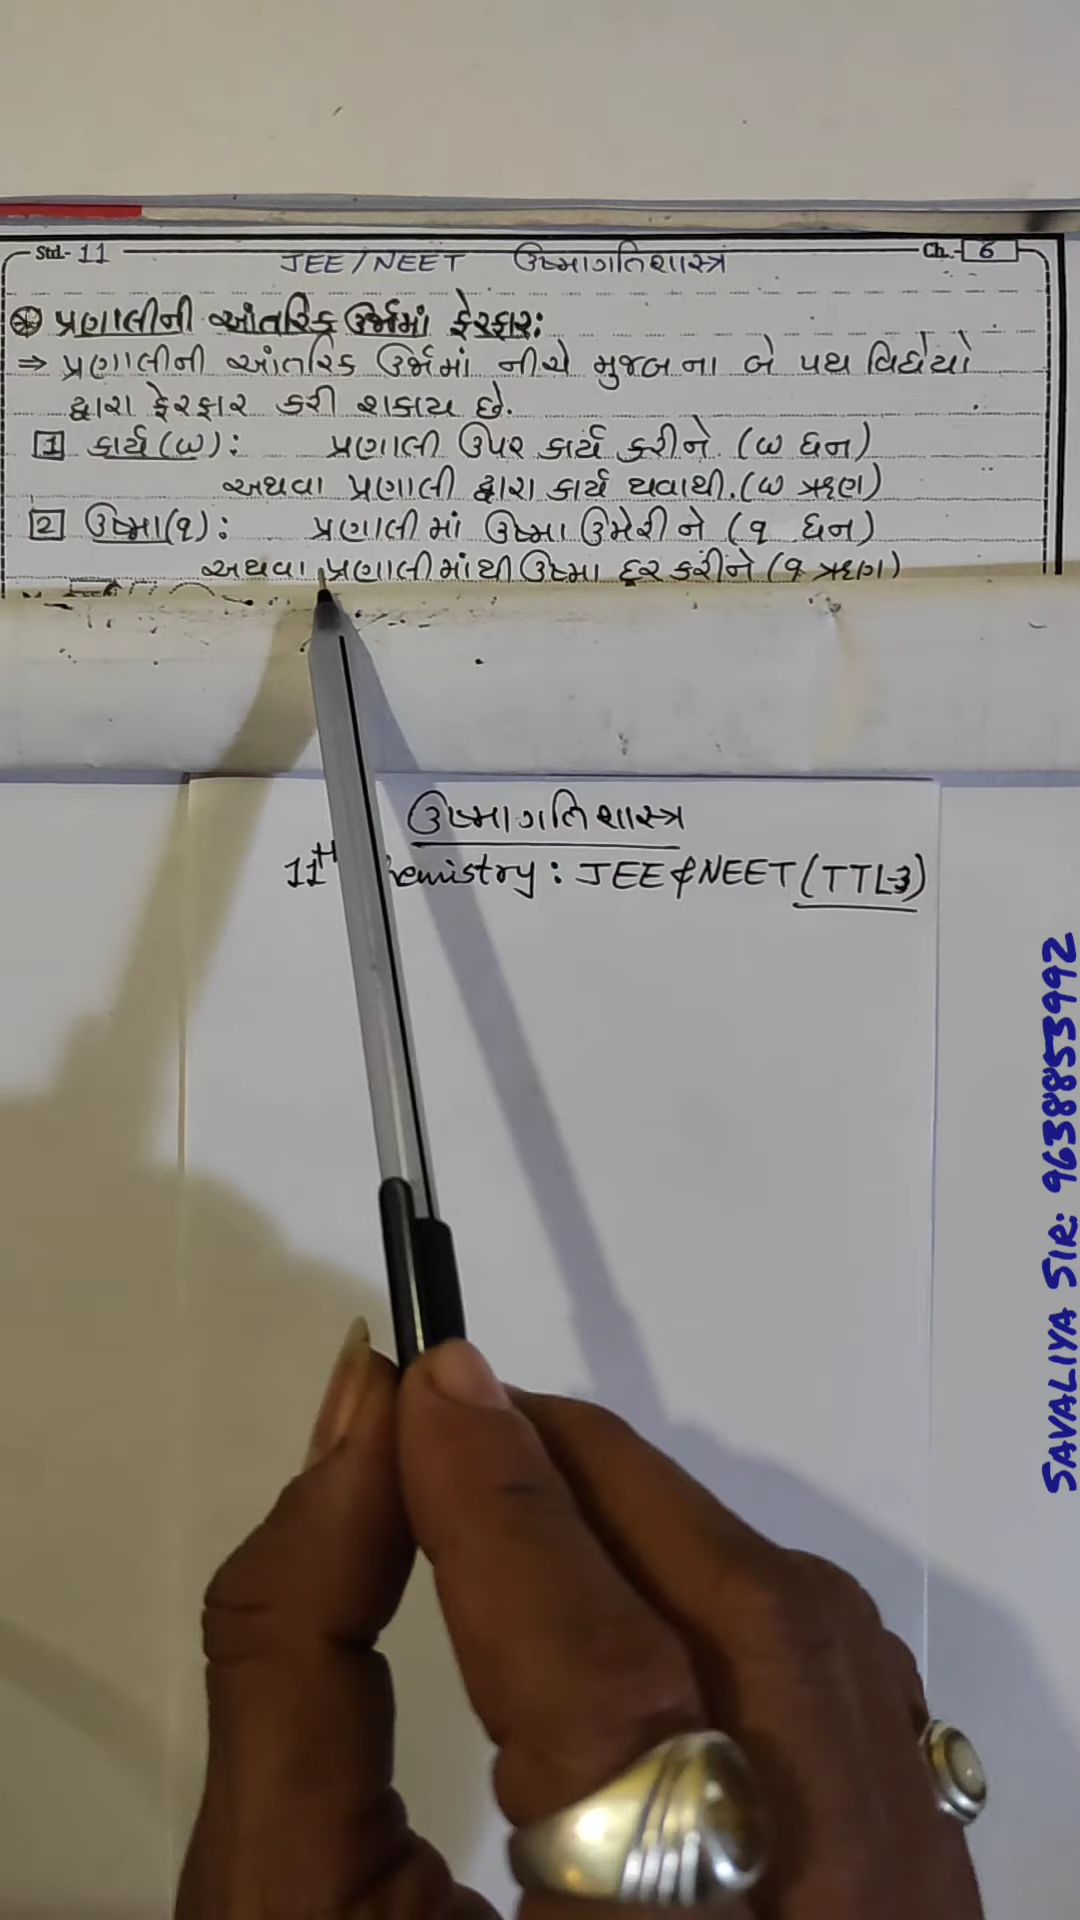 Std.- 11 JEE/NEET ઉષ્માગતિશાસ્ત્ર Ch.- 6
પ્રણાલીની આંતરિક ઉર્જામાં ફેરફાર:
⇒ પ્રણાલીની આંતરિક ઉર્જામાં નીચે મુજબ ના બે પથ વિધેયો
દ્વારા ફેરફાર કરી શકાય છે.
1 કાર્ય(w): પ્રણાલી ઉપર કાર્ય કરીને (w ધન)
અથવા પ્રણાલી દ્વારા કાર્ય થવાથી.(w ઋણ)
2 ઉષ્મા(q): પ્રણાલીમાં ઉષ્મા ઉમેરીને (q ધન)
અથવા પ્રણાલીમાંથી ઉષ્મા દૂર કરીને (q ઋણ)
ઉષ્માગતિશાસ્ત્ર
11th Chemistry: JEE & NEET (TTL-3)
SAVALIYA SIR: 9638853992